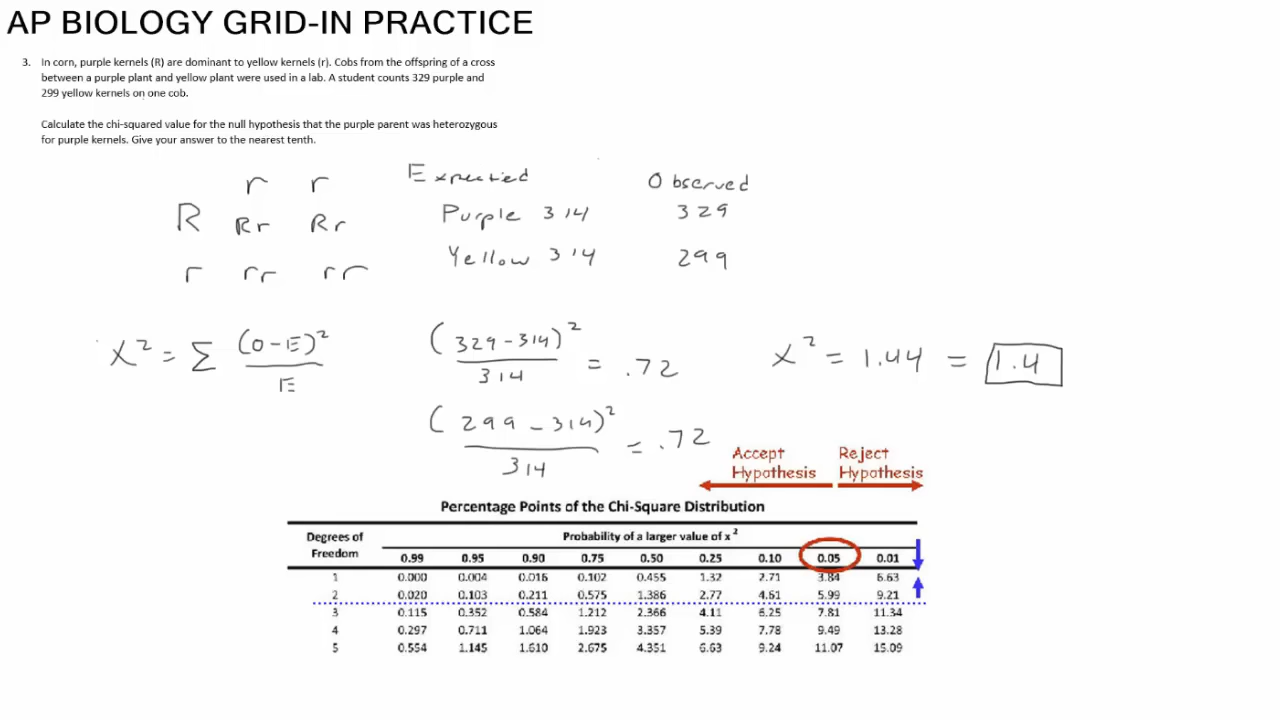 AP BIOLOGY GRID-IN PRACTICE
3. In corn, purple kernels (R) are dominant to yellow kernels (r). Cobs from the offspring of a cross
between a purple plant and yellow plant were used in a lab. A student counts 329 purple and
299 yellow kernels on one cob.
Calculate the chi-squared value for the null hypothesis that the purple parent was heterozygous
for purple kernels. Give your answer to the nearest tenth.
r r
R Rr Rr
r rr rr
Expected Observed
Purple 314 329
Yellow 314 299
X² = Σ (O-E)² / E
(329-314)² / 314 = .72
(299-314)² / 314 = .72
X² = 1.44 = 1.4
Accept Hypothesis
Reject Hypothesis
Percentage Points of the Chi-Square Distribution
Degrees of Freedom
Probability of a larger value of x²
0.99 0.95 0.90 0.75 0.50 0.25 0.10 0.05 0.01
1 0.000 0.004 0.016 0.102 0.455 1.32 2.71 3.84 6.63
2 0.020 0.103 0.211 0.575 1.386 2.77 4.61 5.99 9.21
3 0.115 0.352 0.584 1.212 2.366 4.11 6.25 7.81 11.34
4 0.297 0.711 1.064 1.923 3.357 5.39 7.78 9.49 13.28
5 0.554 1.145 1.610 2.675 4.351 6.63 9.24 11.07 15.09